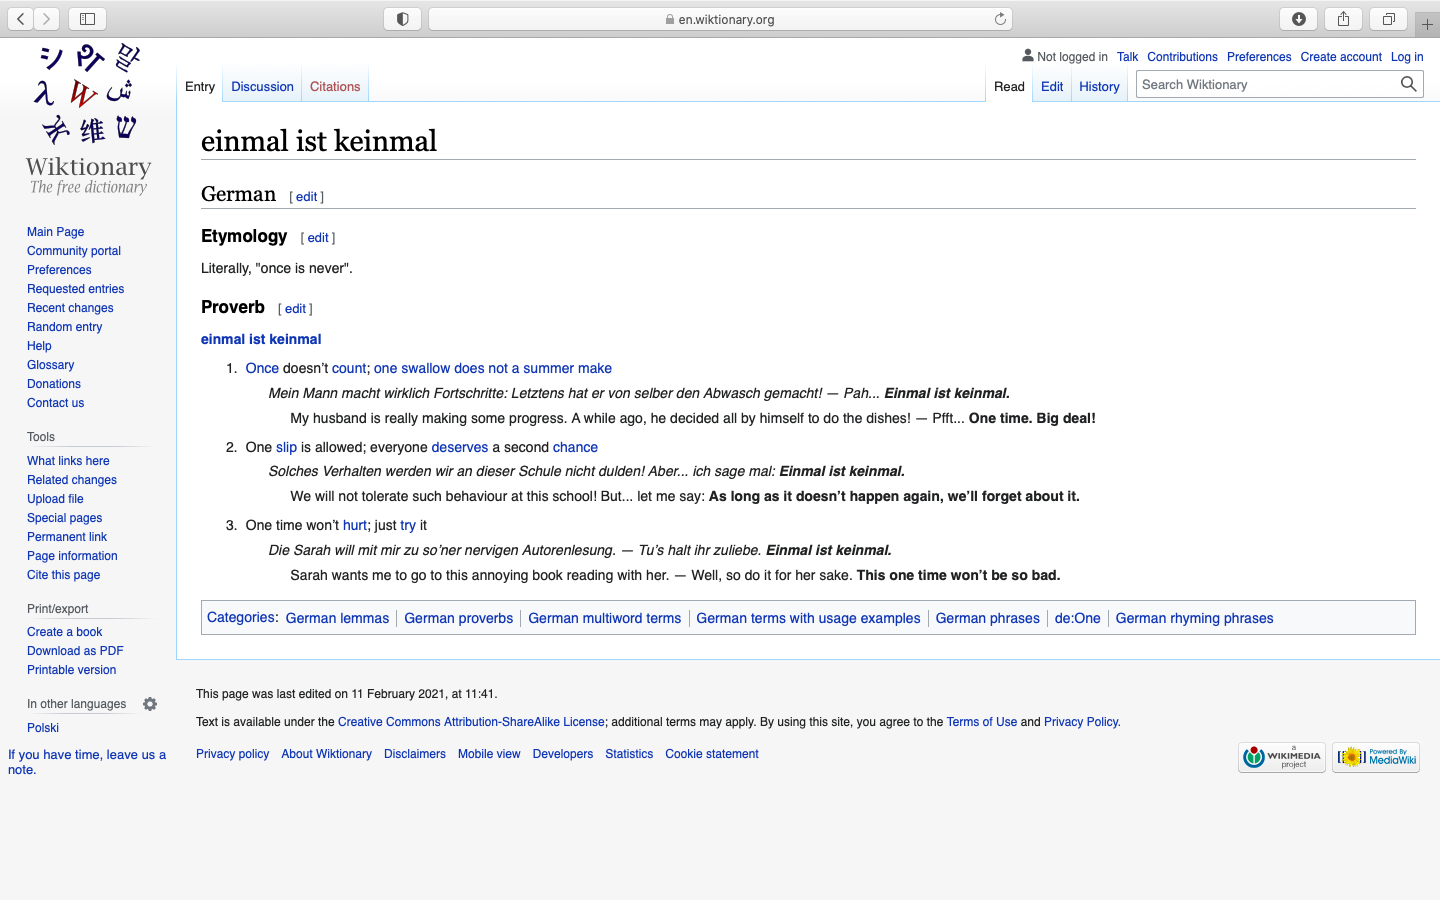 en.wiktionary.org
Not logged in Talk Contributions Preferences Create account Log in
Entry Discussion Citations Read Edit History Search Wiktionary
Wiktionary
The free dictionary
Main Page
Community portal
Preferences
Requested entries
Recent changes
Random entry
Help
Glossary
Donations
Contact us
Tools
What links here
Related changes
Upload file
Special pages
Permanent link
Page information
Cite this page
Print/export
Create a book
Download as PDF
Printable version
In other languages
Polski
If you have time, leave us a
note.
einmal ist keinmal
German [ edit ]
Etymology [ edit ]
Literally, "once is never".
Proverb [ edit ]
einmal ist keinmal
1. Once doesn’t count; one swallow does not a summer make
Mein Mann macht wirklich Fortschritte: Letztens hat er von selber den Abwasch gemacht! — Pah... Einmal ist keinmal.
My husband is really making some progress. A while ago, he decided all by himself to do the dishes! — Pfft... One time. Big deal!
2. One slip is allowed; everyone deserves a second chance
Solches Verhalten werden wir an dieser Schule nicht dulden! Aber... ich sage mal: Einmal ist keinmal.
We will not tolerate such behaviour at this school! But... let me say: As long as it doesn’t happen again, we’ll forget about it.
3. One time won’t hurt; just try it
Die Sarah will mit mir zu so’ner nervigen Autorenlesung. — Tu’s halt ihr zuliebe. Einmal ist keinmal.
Sarah wants me to go to this annoying book reading with her. — Well, so do it for her sake. This one time won’t be so bad.
Categories: German lemmas German proverbs German multiword terms German terms with usage examples German phrases de:One German rhyming phrases
This page was last edited on 11 February 2021, at 11:41.
Text is available under the Creative Commons Attribution-ShareAlike License; additional terms may apply. By using this site, you agree to the Terms of Use and Privacy Policy.
Privacy policy About Wiktionary Disclaimers Mobile view Developers Statistics Cookie statement
a
WIKIMEDIA
project
Powered By
MediaWiki